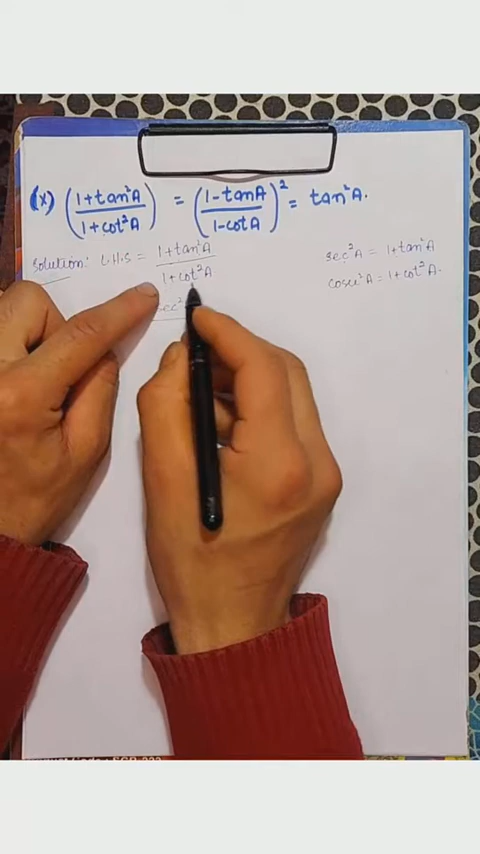 (x) (1+tan²A / 1+cot²A) = (1-tanA / 1-cotA)² = tan²A.
Solution: L.H.S = 1+tan²A / 1+cot²A
sec²A = 1+tan²A
cosec²A = 1+cot²A.
sec²